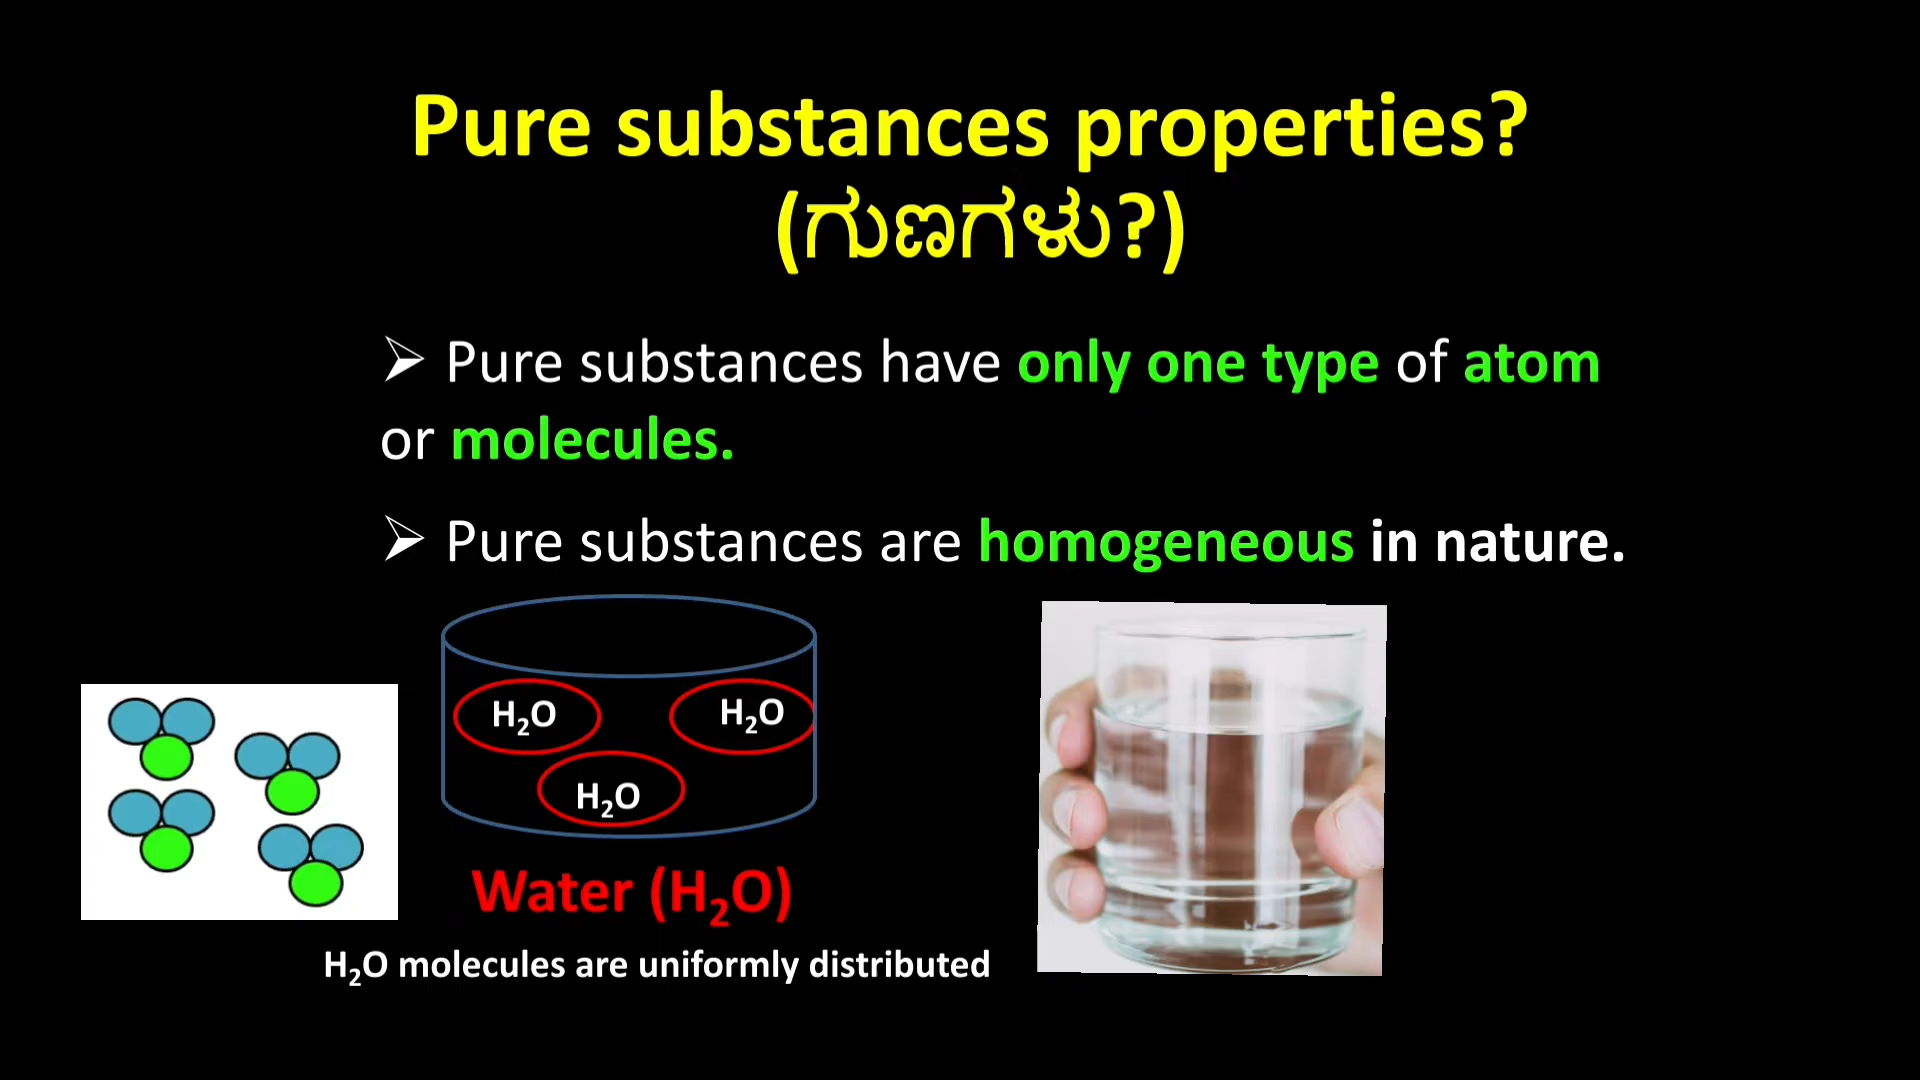 Pure substances properties?
(ಗುಣಗಳು?)
➢ Pure substances have only one type of atom
or molecules.
➢ Pure substances are homogeneous in nature.
H₂O
H₂O
H₂O
Water (H₂O)
H₂O molecules are uniformly distributed